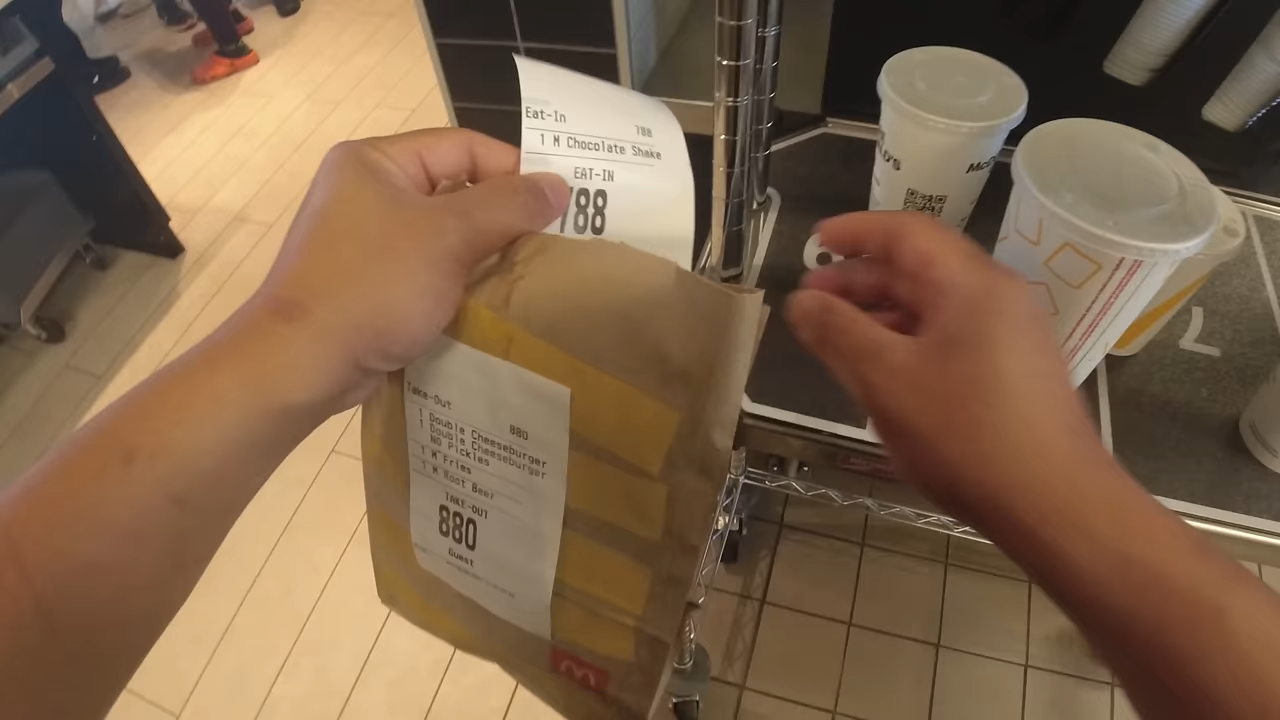 Eat-In
788
1 M Chocolate Shake
EAT-IN
788
Take-Out
880
1 Double Cheeseburger
1 Double Cheeseburger
NO Pickles
1 M Fries
1 M Root Beer
TAKE-OUT
880
Guest